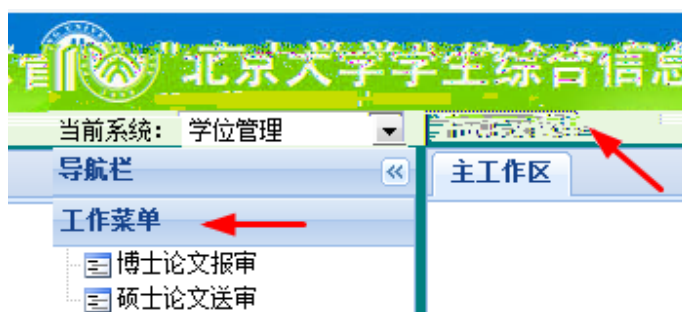 北京大学学生综合信息
当前系统： 学位管理
导航栏
主工作区
工作菜单
博士论文报审
硕士论文送审